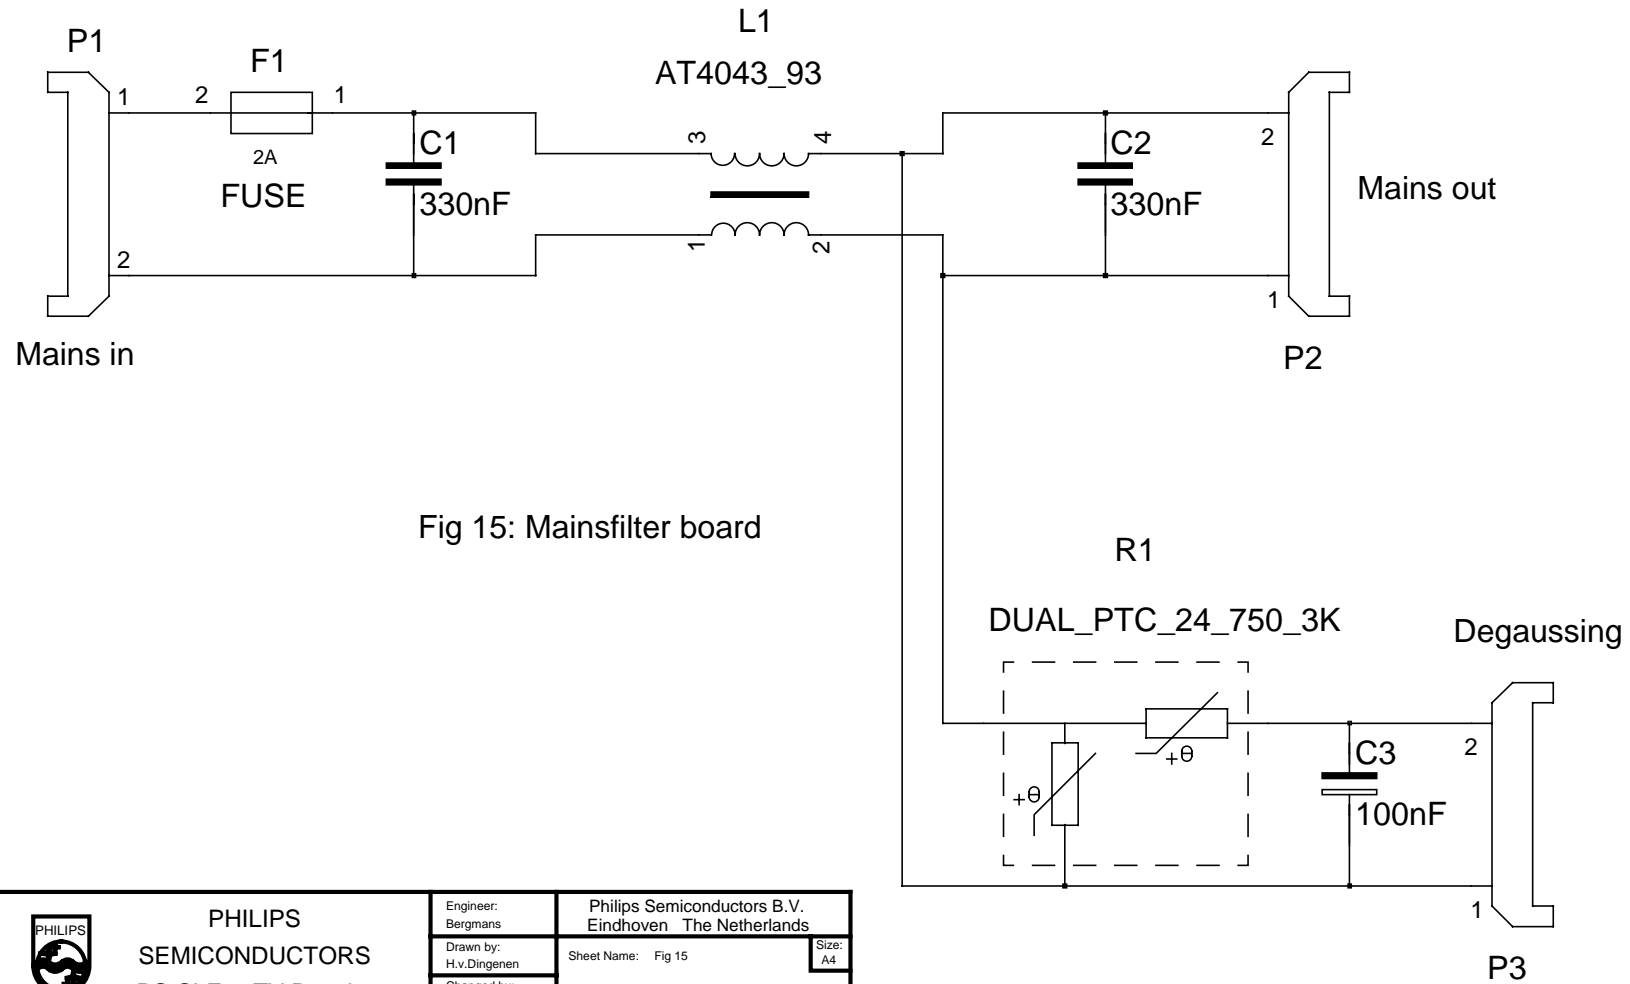 P1
1
2
Mains in
F1
2
1
2A
FUSE
C1
330nF
L1
AT4043_93
3
4
1
2
C2
330nF
2
1
Mains out
P2
Fig 15: Mainsfilter board
R1
DUAL_PTC_24_750_3K
+θ
+θ
Degaussing
C3
100nF
2
1
P3
PHILIPS
PHILIPS
SEMICONDUCTORS
Engineer:
Bergmans
Drawn by:
H.v.Dingenen
Changed by:
Philips Semiconductors B.V.
Eindhoven The Netherlands
Sheet Name: Fig 15
Size:
A4